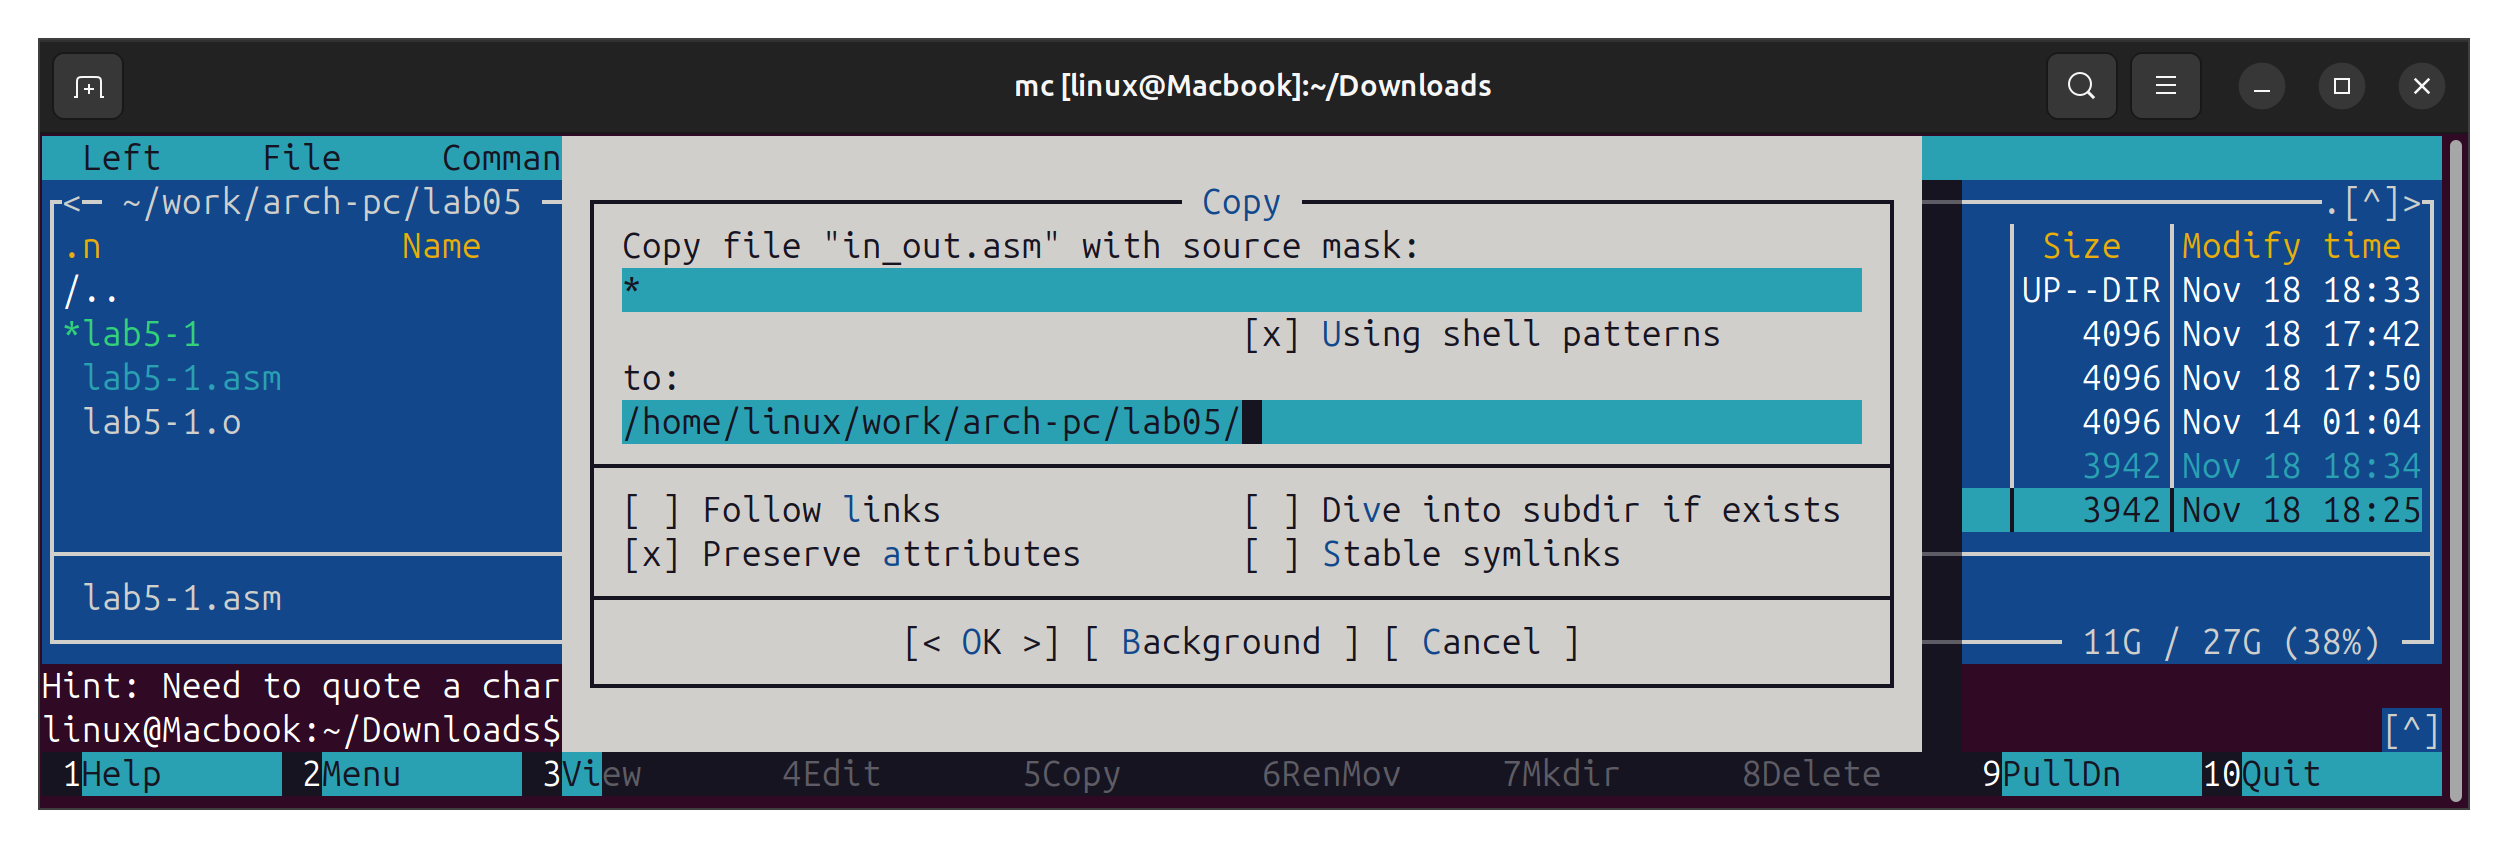 mc [linux@Macbook]:~/Downloads
Left File Comman
<─ ~/work/arch-pc/lab05 ─ Copy .[^]>
.n Name Copy file "in_out.asm" with source mask: Size Modify time
/.. * UP--DIR Nov 18 18:33
*lab5-1 [x] Using shell patterns 4096 Nov 18 17:42
lab5-1.asm to: 4096 Nov 18 17:50
lab5-1.o /home/linux/work/arch-pc/lab05/ 4096 Nov 14 01:04
3942 Nov 18 18:34
[ ] Follow links [ ] Dive into subdir if exists 3942 Nov 18 18:25
[x] Preserve attributes [ ] Stable symlinks
lab5-1.asm
[< OK >] [ Background ] [ Cancel ] 11G / 27G (38%)
Hint: Need to quote a char
linux@Macbook:~/Downloads$ [^]
1Help 2Menu 3View 4Edit 5Copy 6RenMov 7Mkdir 8Delete 9PullDn 10Quit